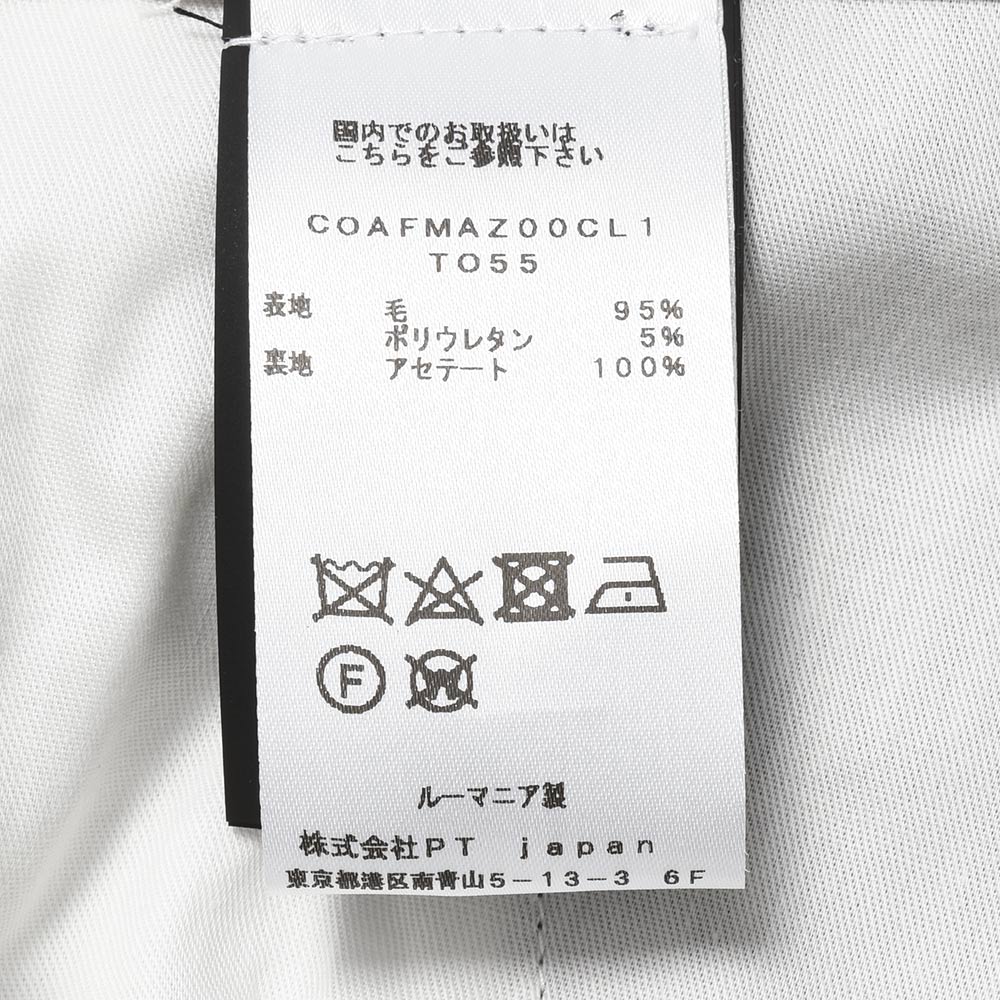 国内でのお取扱いは
こちらをご参照下さい
COAFMAZ00CL1
TO55
表地 毛 95%
ポリウレタン 5%
裏地 アセテート 100%
F W
ルーマニア製
株式会社PT japan
東京都港区南青山5-13-3 6F